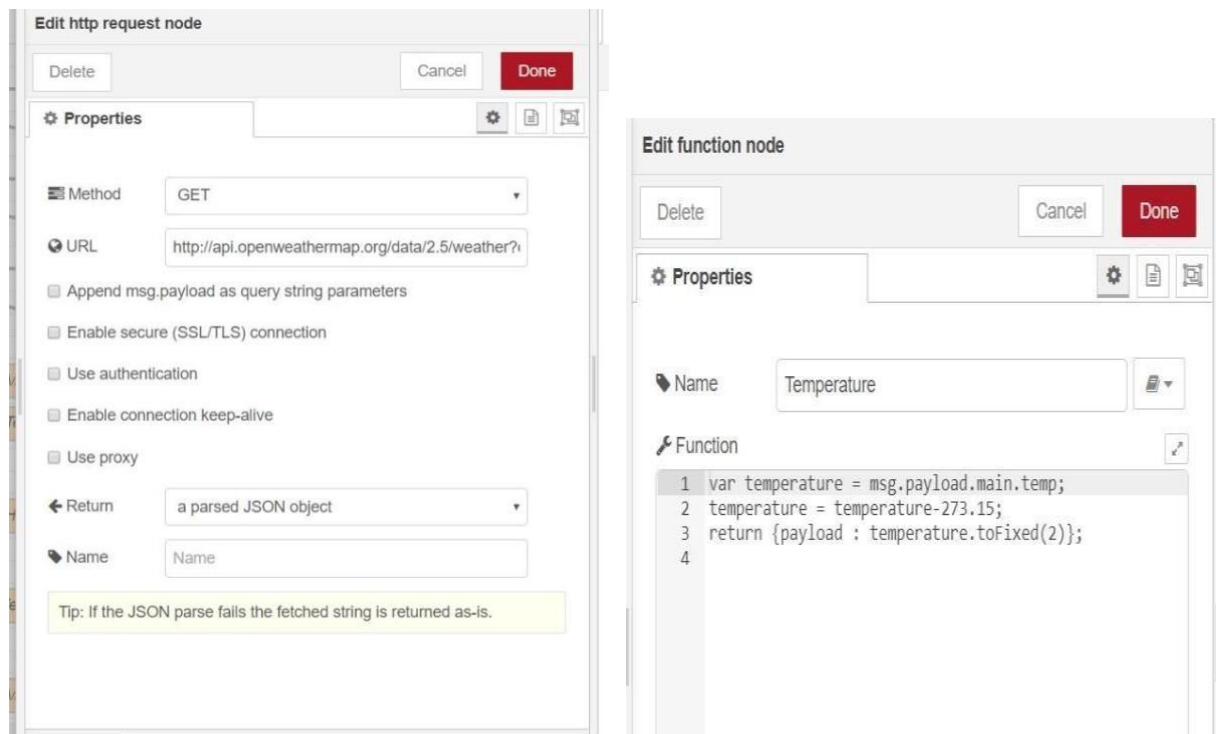 Edit http request node
Delete
Cancel
Done
Properties
Method
GET
URL
http://api.openweathermap.org/data/2.5/weather?
Append msg.payload as query string parameters
Enable secure (SSL/TLS) connection
Use authentication
Enable connection keep-alive
Use proxy
Return
a parsed JSON object
Name
Name
Tip: If the JSON parse fails the fetched string is returned as-is.
Edit function node
Delete
Cancel
Done
Properties
Name
Temperature
Function
1 var temperature = msg.payload.main.temp;
2 temperature = temperature-273.15;
3 return {payload : temperature.toFixed(2)};
4